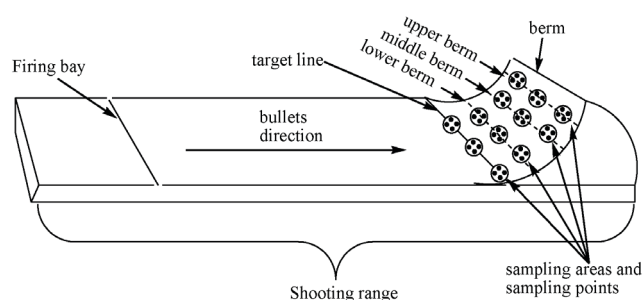 upper berm
middle berm
lower berm
berm
target line
Firing bay
bullets
direction
sampling areas and
sampling points
Shooting range